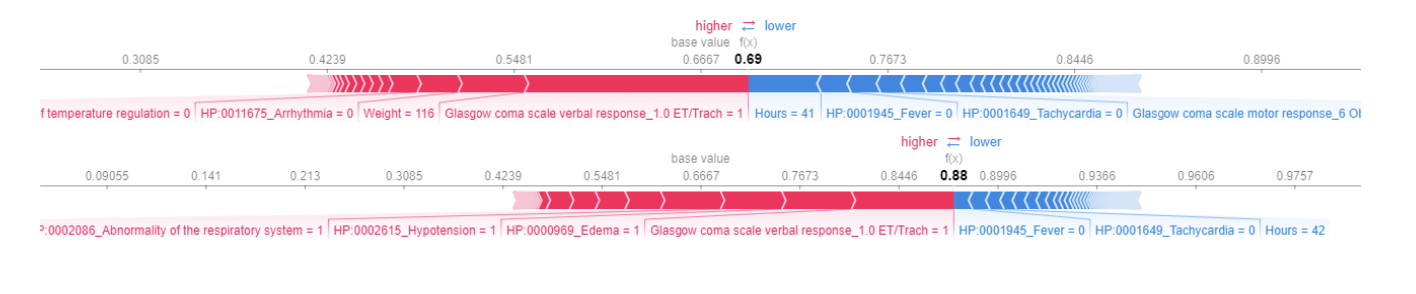 higher ⇄ lower
base value f(x)
0.3085 0.4239 0.5481 0.6667 0.69 0.7673 0.8446 0.8996
f temperature regulation = 0 HP:0011675_Arrhythmia = 0 Weight = 116 Glasgow coma scale verbal response_1.0 ET/Trach = 1 Hours = 41 HP:0001945_Fever = 0 HP:0001649_Tachycardia = 0 Glasgow coma scale motor response_6 Ob
higher ⇄ lower
base value f(x)
0.09055 0.141 0.213 0.3085 0.4239 0.5481 0.6667 0.7673 0.8446 0.88 0.8996 0.9366 0.9606 0.9757
P:0002086_Abnormality of the respiratory system = 1 HP:0002615_Hypotension = 1 HP:0000969_Edema = 1 Glasgow coma scale verbal response_1.0 ET/Trach = 1 HP:0001945_Fever = 0 HP:0001649_Tachycardia = 0 Hours = 42